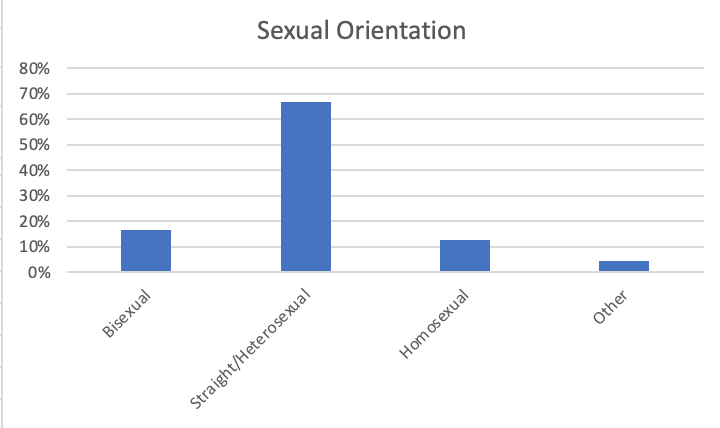 Sexual Orientation
80%
70%
60%
50%
40%
30%
20%
10%
0%
Bisexual
Straight/Heterosexual
Homosexual
Other